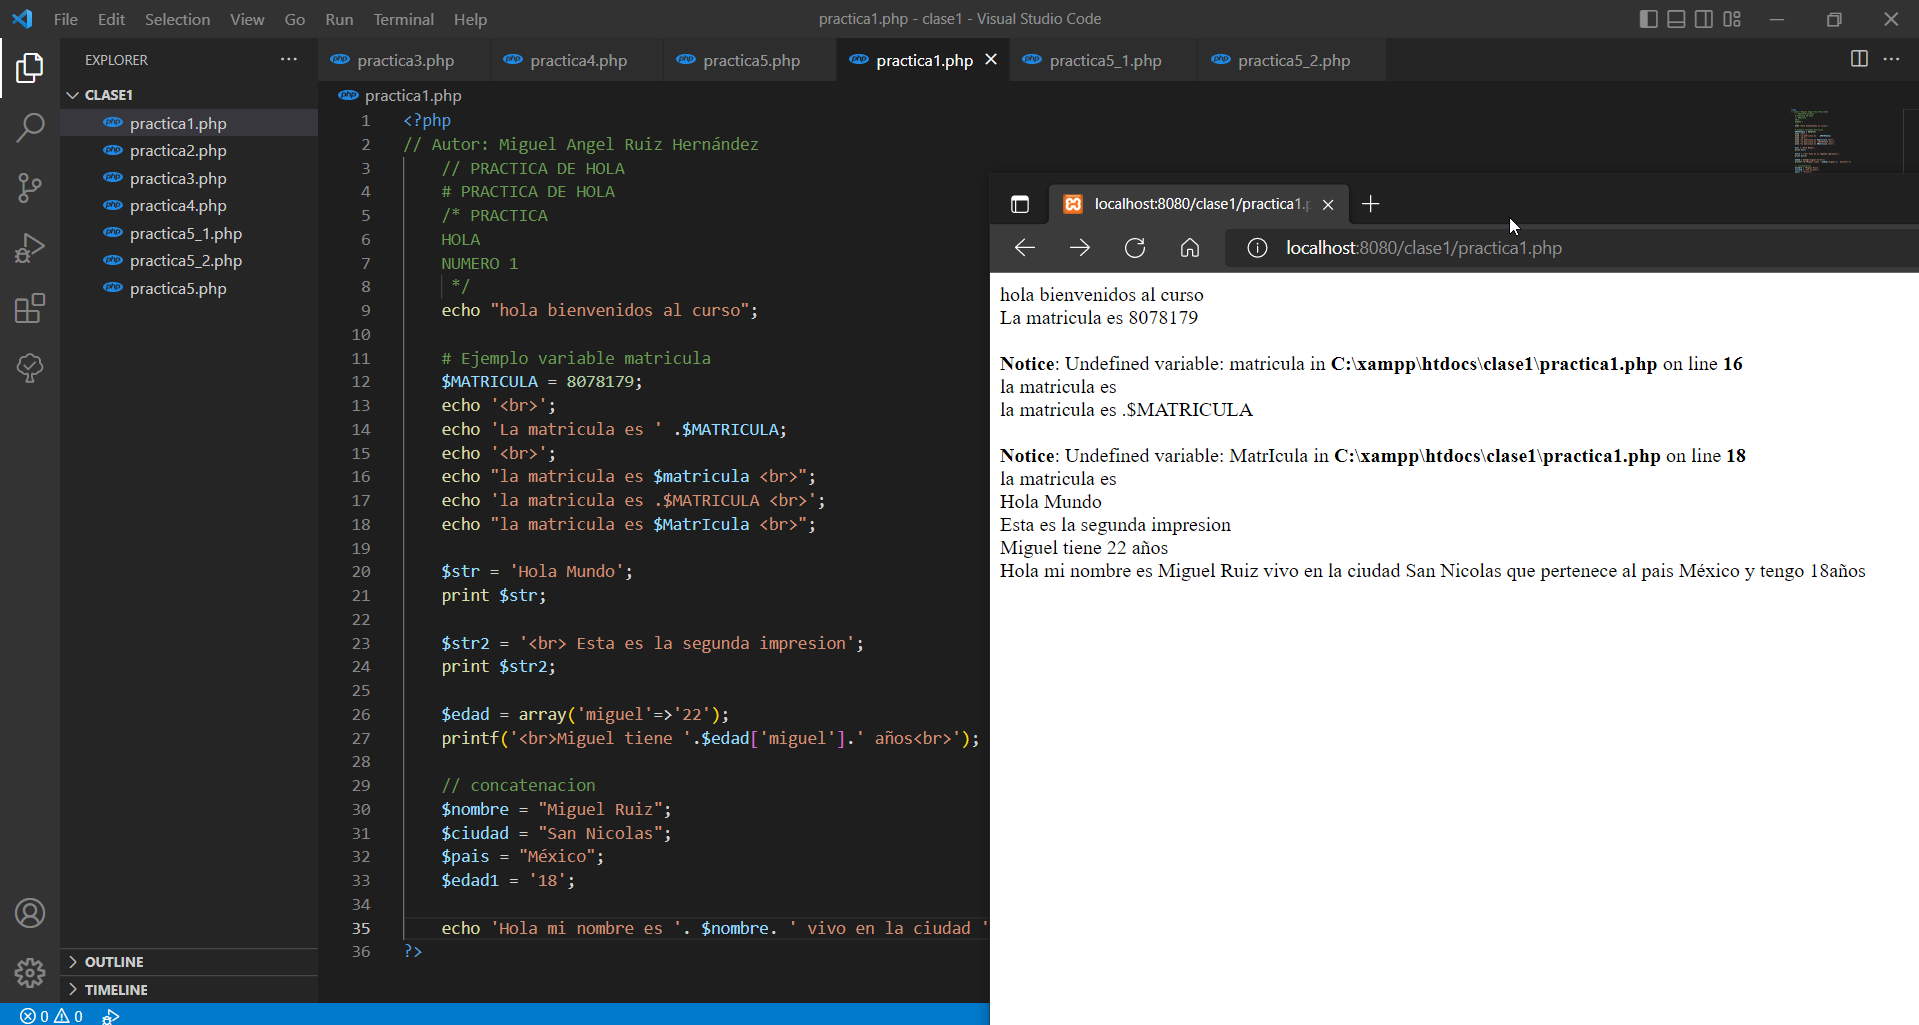 File Edit Selection View Go Run Terminal Help
practica1.php - clase1 - Visual Studio Code
EXPLORER
CLASE1
practica1.php
practica2.php
practica3.php
practica4.php
practica5_1.php
practica5_2.php
practica5.php
OUTLINE
TIMELINE
0 0
practica3.php practica4.php practica5.php practica1.php practica5_1.php practica5_2.php
practica1.php
1 <?php
2 // Autor: Miguel Angel Ruiz Hernández
3 // PRACTICA DE HOLA
4 # PRACTICA DE HOLA
5 /* PRACTICA
6 HOLA
7 NUMERO 1
8 */
9 echo "hola bienvenidos al curso";
10
11 # Ejemplo variable matricula
12 $MATRICULA = 8078179;
13 echo '<br>';
14 echo 'La matricula es ' .$MATRICULA;
15 echo '<br>';
16 echo "la matricula es $matricula <br>";
17 echo 'la matricula es .$MATRICULA <br>';
18 echo "la matricula es $MatrIcula <br>";
19
20 $str = 'Hola Mundo';
21 print $str;
22
23 $str2 = '<br> Esta es la segunda impresion';
24 print $str2;
25
26 $edad = array('miguel'=>'22');
27 printf('<br>Miguel tiene '.$edad['miguel'].' años<br>');
28
29 // concatenacion
30 $nombre = "Miguel Ruiz";
31 $ciudad = "San Nicolas";
32 $pais = "México";
33 $edad1 = '18';
34
35 echo 'Hola mi nombre es '. $nombre. ' vivo en la ciudad '
36 ?>
localhost:8080/clase1/practica1.p
localhost:8080/clase1/practica1.php
hola bienvenidos al curso
La matricula es 8078179
Notice: Undefined variable: matricula in C:\xampp\htdocs\clase1\practica1.php on line 16
la matricula es
la matricula es .$MATRICULA
Notice: Undefined variable: MatrIcula in C:\xampp\htdocs\clase1\practica1.php on line 18
la matricula es
Hola Mundo
Esta es la segunda impresion
Miguel tiene 22 años
Hola mi nombre es Miguel Ruiz vivo en la ciudad San Nicolas que pertenece al pais México y tengo 18años